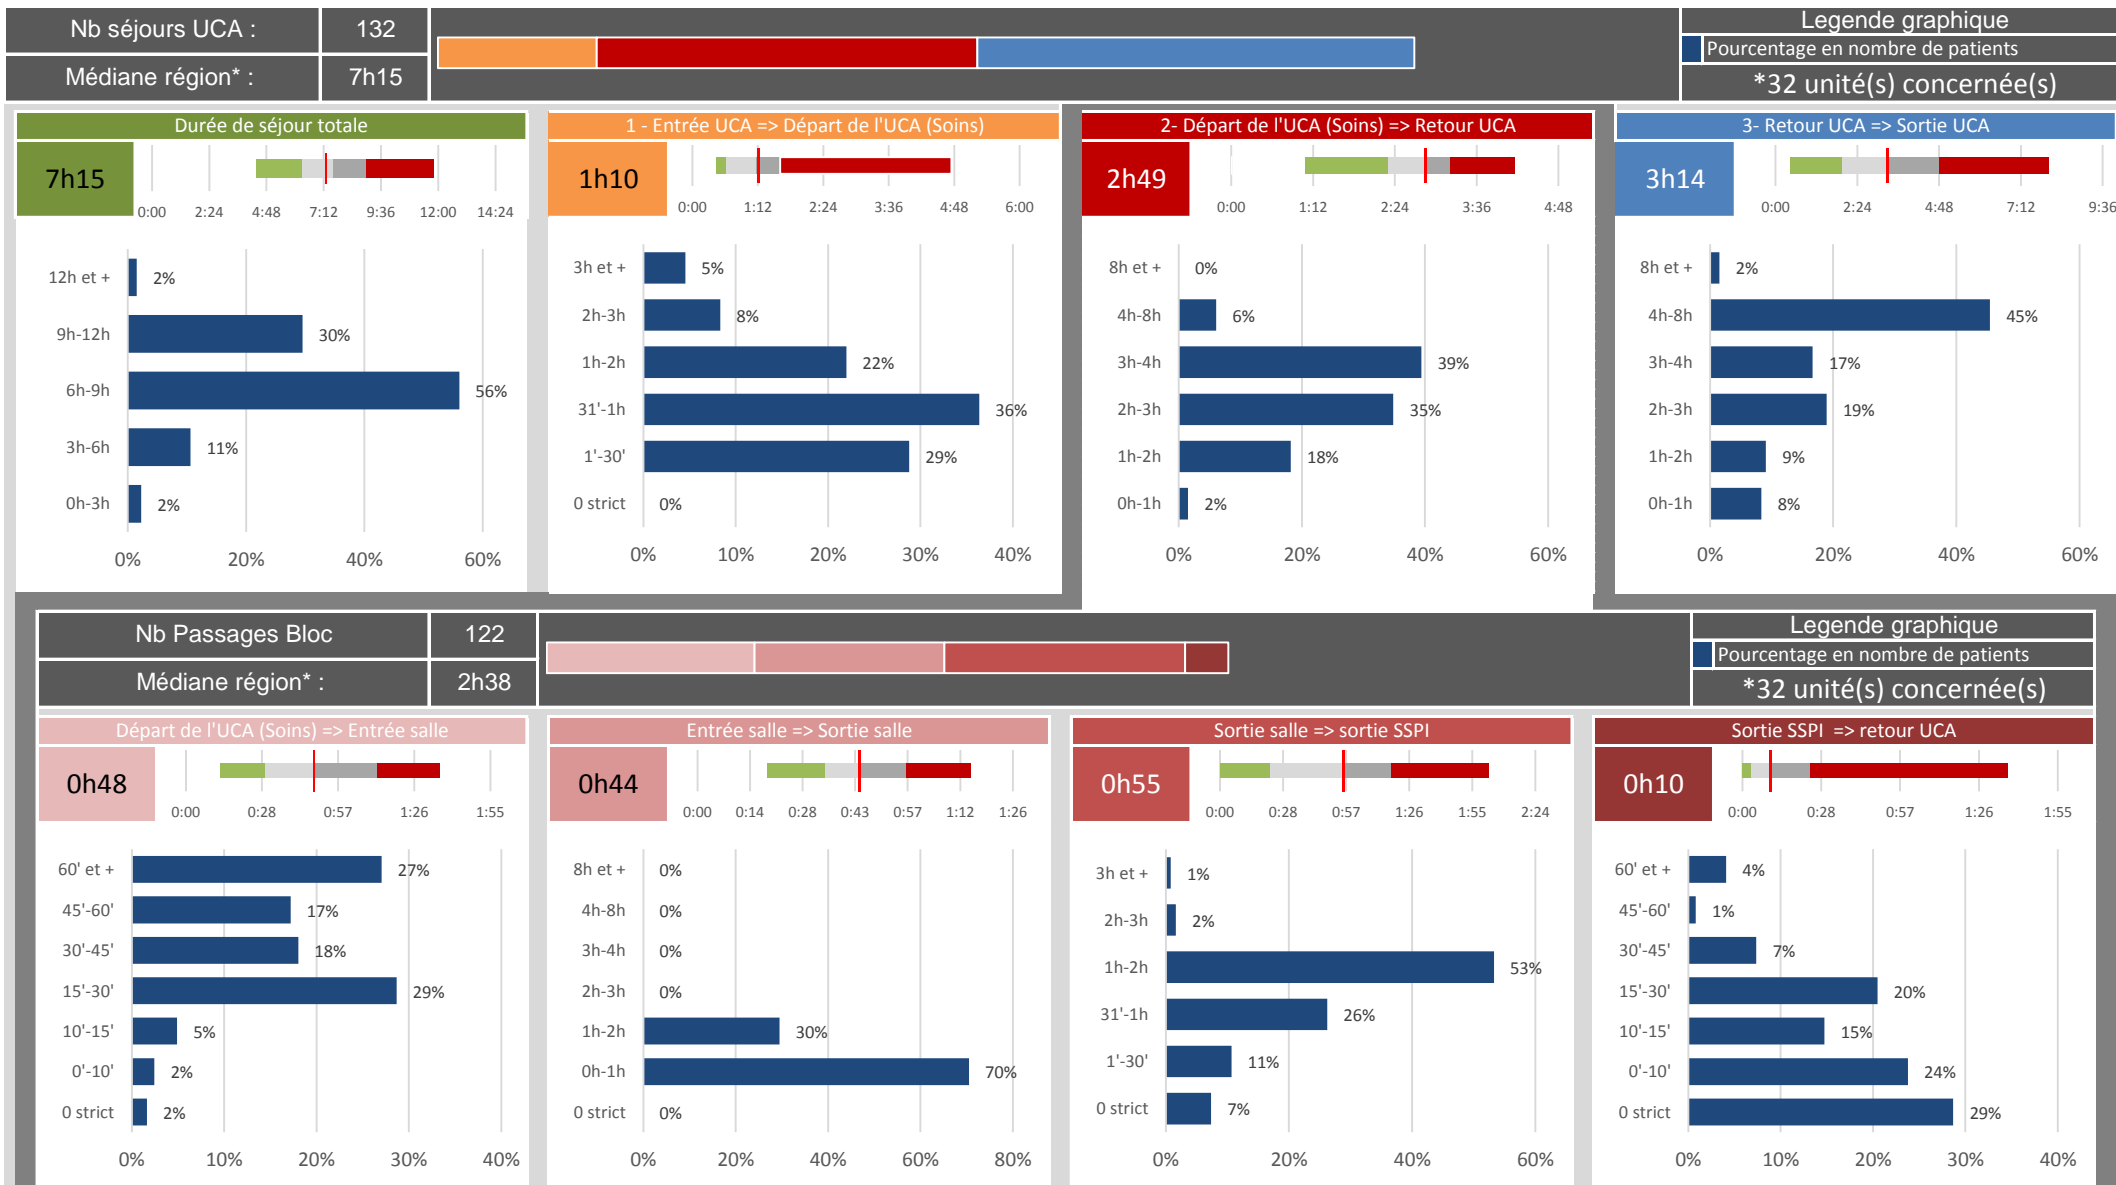 Nb séjours UCA :
132
Médiane région* :
7h15
Legende graphique
Pourcentage en nombre de patients
*32 unité(s) concernée(s)
Durée de séjour totale
7h15
0:00 2:24 4:48 7:12 9:36 12:00 14:24
12h et + 2%
9h-12h 30%
6h-9h 56%
3h-6h 11%
0h-3h 2%
0% 20% 40% 60%
1 - Entrée UCA => Départ de l'UCA (Soins)
1h10
0:00 1:12 2:24 3:36 4:48 6:00
3h et + 5%
2h-3h 8%
1h-2h 22%
31'-1h 36%
1'-30' 29%
0 strict 0%
0% 10% 20% 30% 40%
2- Départ de l'UCA (Soins) => Retour UCA
2h49
0:00 1:12 2:24 3:36 4:48
8h et + 0%
4h-8h 6%
3h-4h 39%
2h-3h 35%
1h-2h 18%
0h-1h 2%
0% 20% 40% 60%
3- Retour UCA => Sortie UCA
3h14
0:00 2:24 4:48 7:12 9:36
8h et + 2%
4h-8h 45%
3h-4h 17%
2h-3h 19%
1h-2h 9%
0h-1h 8%
0% 20% 40% 60%
Nb Passages Bloc
122
Médiane région* :
2h38
Legende graphique
Pourcentage en nombre de patients
*32 unité(s) concernée(s)
Départ de l'UCA (Soins) => Entrée salle
0h48
0:00 0:28 0:57 1:26 1:55
60' et + 27%
45'-60' 17%
30'-45' 18%
15'-30' 29%
10'-15' 5%
0'-10' 2%
0 strict 2%
0% 10% 20% 30% 40%
Entrée salle => Sortie salle
0h44
0:00 0:14 0:28 0:43 0:57 1:12 1:26
8h et + 0%
4h-8h 0%
3h-4h 0%
2h-3h 0%
1h-2h 30%
0h-1h 70%
0 strict 0%
0% 20% 40% 60% 80%
Sortie salle => sortie SSPI
0h55
0:00 0:28 0:57 1:26 1:55 2:24
3h et + 1%
2h-3h 2%
1h-2h 53%
31'-1h 26%
1'-30' 11%
0 strict 7%
0% 20% 40% 60%
Sortie SSPI => retour UCA
0h10
0:00 0:28 0:57 1:26 1:55
60' et + 4%
45'-60' 1%
30'-45' 7%
15'-30' 20%
10'-15' 15%
0'-10' 24%
0 strict 29%
0% 10% 20% 30% 40%